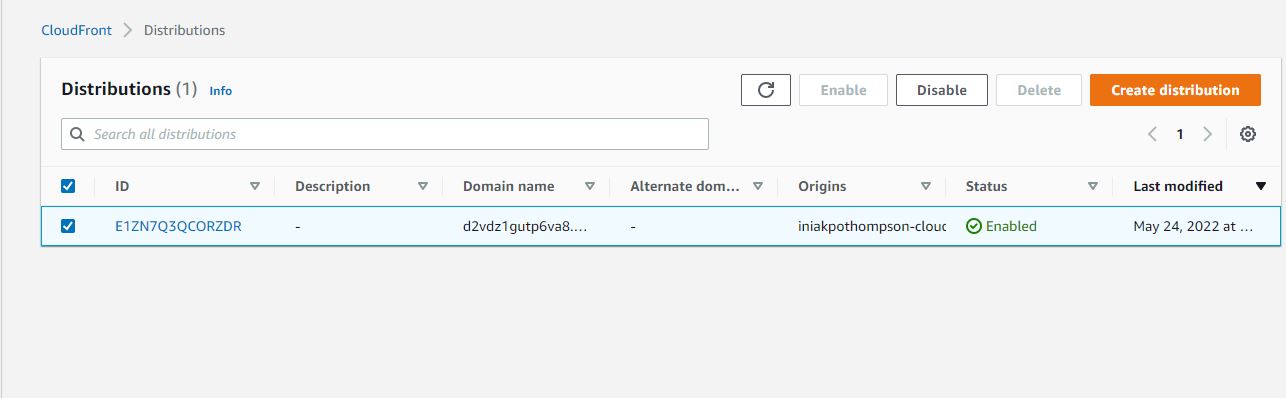 CloudFront > Distributions
Distributions (1) Info
Enable Disable Delete Create distribution
Search all distributions
1
ID Description Domain name Alternate dom... Origins Status Last modified
E1ZN7Q3QCORZDR - d2vdz1gutp6va8.... - iniakpothompson-cloud Enabled May 24, 2022 at ...